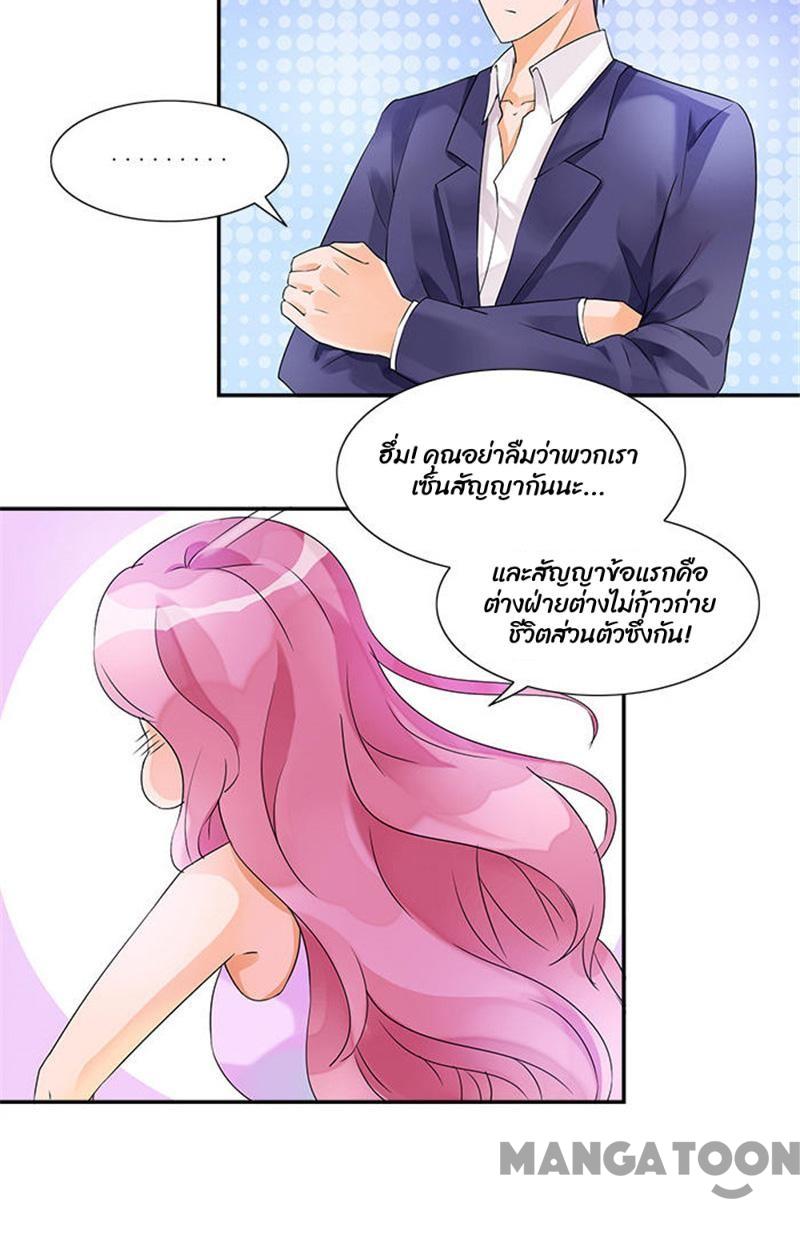 .........
ฮึ่ม! คุณอย่าลืมว่าพวกเรา
เซ็นสัญญากันนะ...
และสัญญาข้อแรกคือ
ต่างฝ่ายต่างไม่ก้าวก่าย
ชีวิตส่วนตัวซึ่งกัน!
MANGATOON